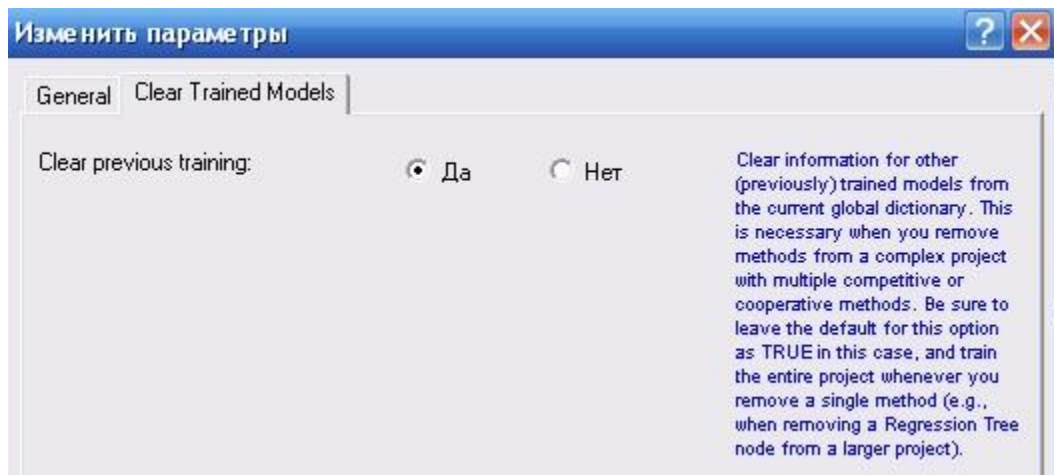 Изменить параметры
General Clear Trained Models
Clear previous training: Да Нет
Clear information for other
(previously) trained models from
the current global dictionary. This
is necessary when you remove
methods from a complex project
with multiple competitive or
cooperative methods. Be sure to
leave the default for this option
as TRUE in this case, and train
the entire project whenever you
remove a single method (e.g.,
when removing a Regression Tree
node from a larger project).